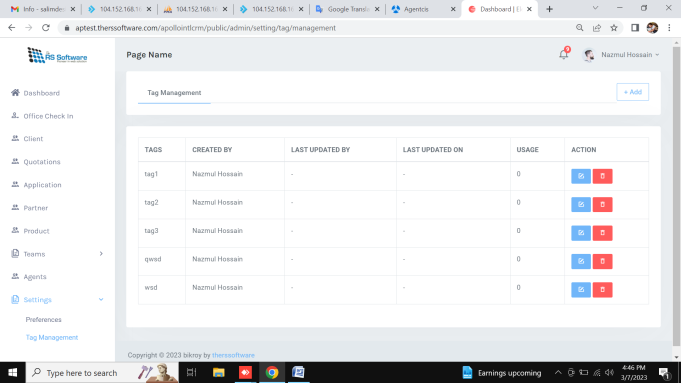 Info - salimdes
104.152.168.16
104.152.168.16
104.152.168.16
Google Transla
Agentcis
Dashboard | E
aptest.therssoftware.com/apollointlcrm/public/admin/setting/tag/management
The RS Software
Page Name
9
Nazmul Hossain
Dashboard
Office Check In
Client
Quotations
Application
Partner
Product
Teams
Agents
Settings
Preferences
Tag Management
Tag Management
+ Add
TAGS CREATED BY LAST UPDATED BY LAST UPDATED ON USAGE ACTION
tag1 Nazmul Hossain - - 0
tag2 Nazmul Hossain - - 0
tag3 Nazmul Hossain - - 0
qwsd Nazmul Hossain - - 0
wsd Nazmul Hossain - - 0
Copyright © 2023 bikroy by therssoftware
Type here to search
Earnings upcoming
4:46 PM
3/7/2023